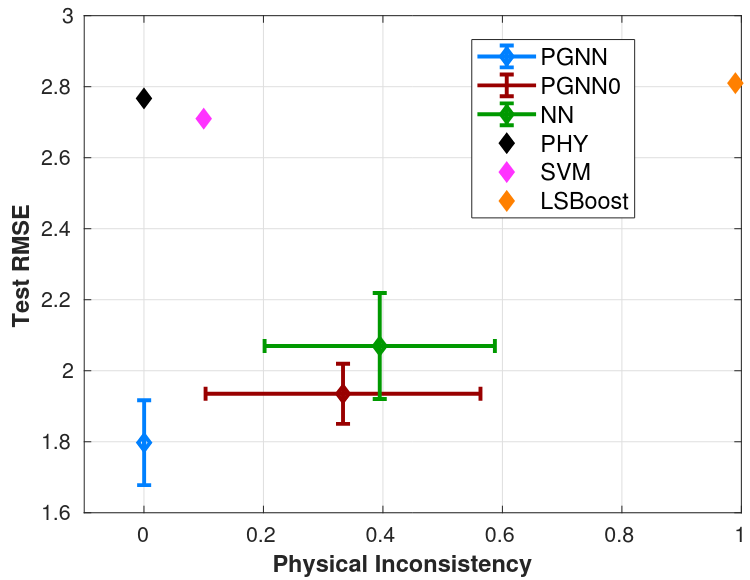 3
2.8
2.6
2.4
2.2
2
1.8
1.6
Test RMSE
PGNN
PGNN0
NN
PHY
SVM
LSBoost
0
0.2
0.4
0.6
0.8
1
Physical Inconsistency